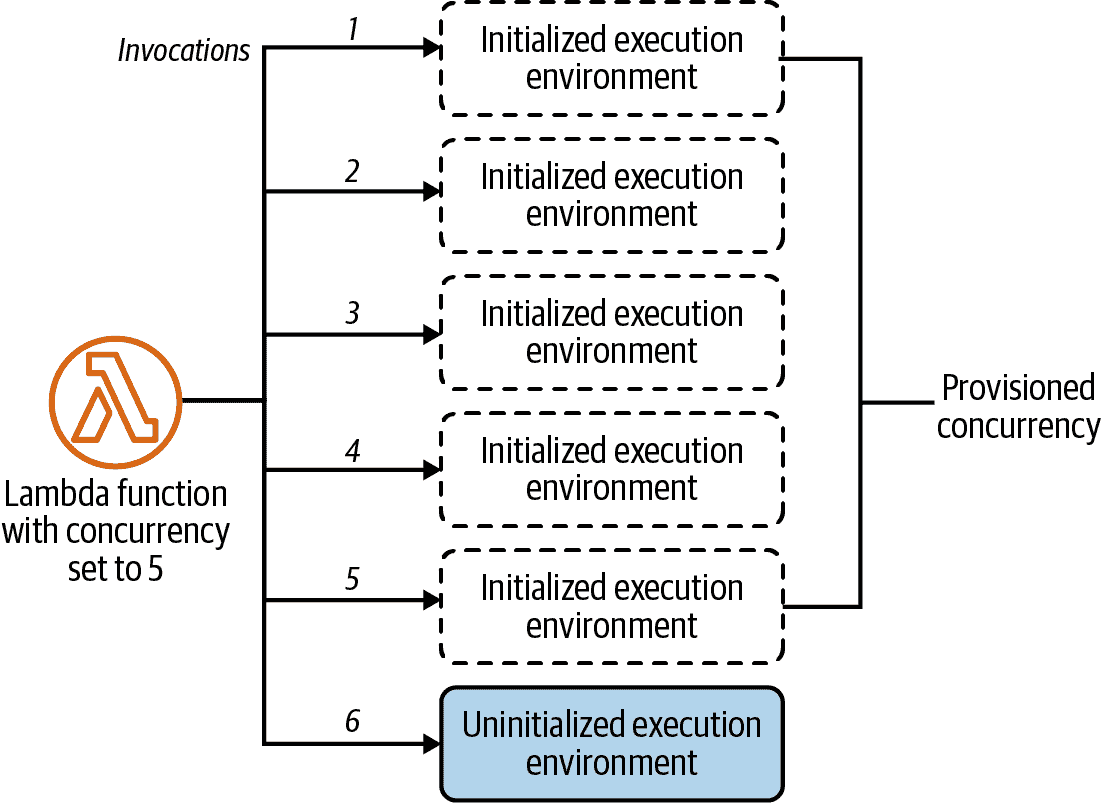 Invocations
1
Initialized execution
environment
2
Initialized execution
environment
3
Initialized execution
environment
4
Initialized execution
environment
5
Initialized execution
environment
6
Uninitialized execution
environment
Lambda function
with concurrency
set to 5
Provisioned
concurrency